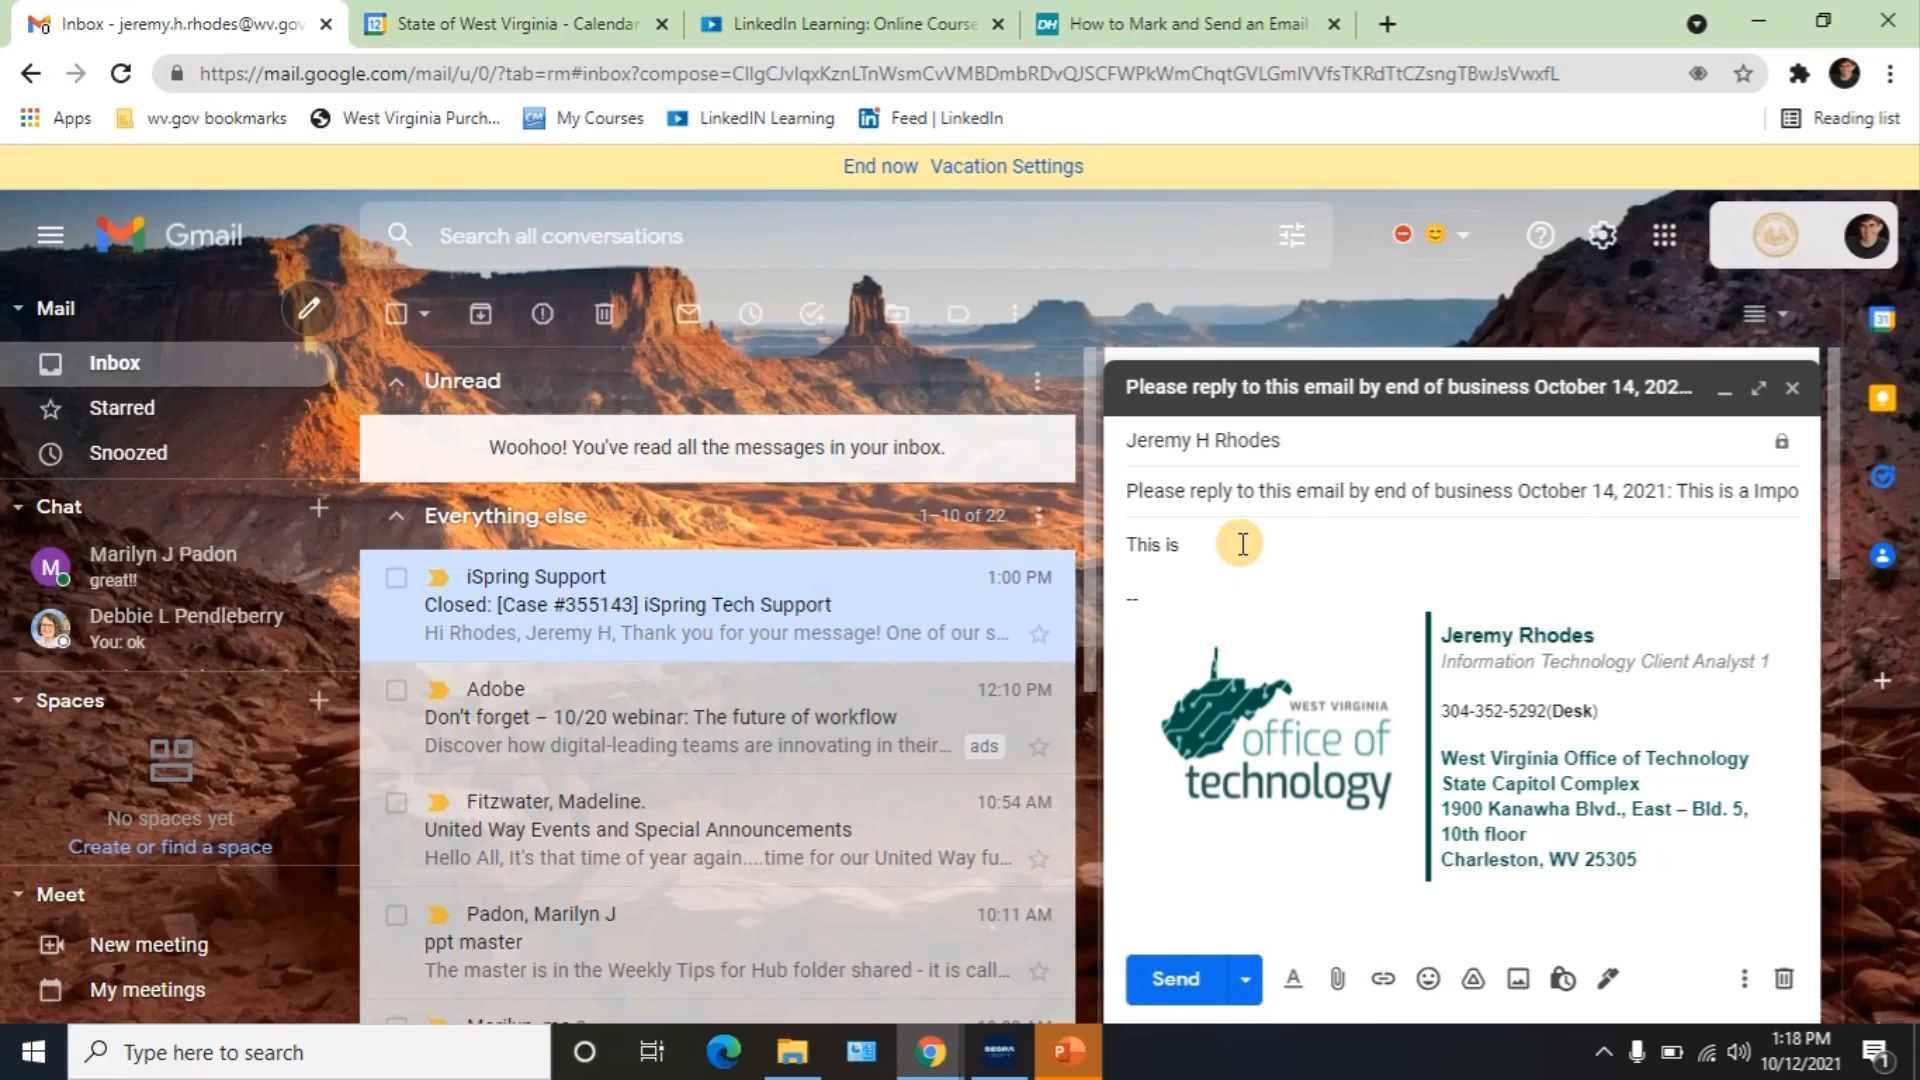 Inbox - jeremy.h.rhodes@wv.gov
12 State of West Virginia - Calendar
LinkedIn Learning: Online Course
DH How to Mark and Send an Email
https://mail.google.com/mail/u/0/?tab=rm#inbox?compose=CllgCJvlqxKznLTnWsmCvVMBDmbRDvQJSCFWPkWmChqtGVLGmlVVfsTKRdTtCZsngTBwJsVwxfL
Apps
wv.gov bookmarks
West Virginia Purch...
CM My Courses
LinkedIN Learning
in Feed | LinkedIn
Reading list
End now Vacation Settings
Gmail
Search all conversations
Mail
Inbox
Starred
Snoozed
Chat
M Marilyn J Padon
great!!
Debbie L Pendleberry
You: ok
Spaces
No spaces yet
Create or find a space
Meet
New meeting
My meetings
Unread
Woohoo! You've read all the messages in your inbox.
Everything else
1–10 of 22
iSpring Support
1:00 PM
Closed: [Case #355143] iSpring Tech Support
Hi Rhodes, Jeremy H, Thank you for your message! One of our s...
Adobe
12:10 PM
Don't forget – 10/20 webinar: The future of workflow
Discover how digital-leading teams are innovating in their...
ads
Fitzwater, Madeline.
10:54 AM
United Way Events and Special Announcements
Hello All, It's that time of year again....time for our United Way fu...
Padon, Marilyn J
10:11 AM
ppt master
The master is in the Weekly Tips for Hub folder shared - it is call...
Please reply to this email by end of business October 14, 202...
Jeremy H Rhodes
Please reply to this email by end of business October 14, 2021: This is a Impo
This is
--
WEST VIRGINIA
office of
technology
Jeremy Rhodes
Information Technology Client Analyst 1
304-352-5292(Desk)
West Virginia Office of Technology
State Capitol Complex
1900 Kanawha Blvd., East – Bld. 5,
10th floor
Charleston, WV 25305
Send
31
Type here to search
1:18 PM
10/12/2021
1